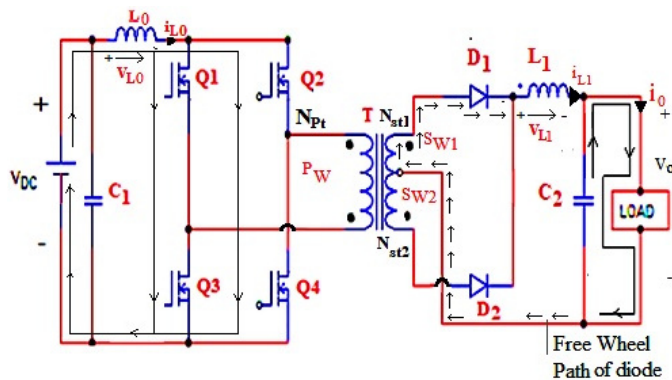 L0
iL0
+
vL0
Q1
Q2
+
VDC
-
C1
NPt
T
Nst1
PW
SW1
SW2
Nst2
Q3
Q4
D1
L1
iL1
i0
+ vL1 -
+
C2
LOAD
-
D2
Free Wheel
Path of diode